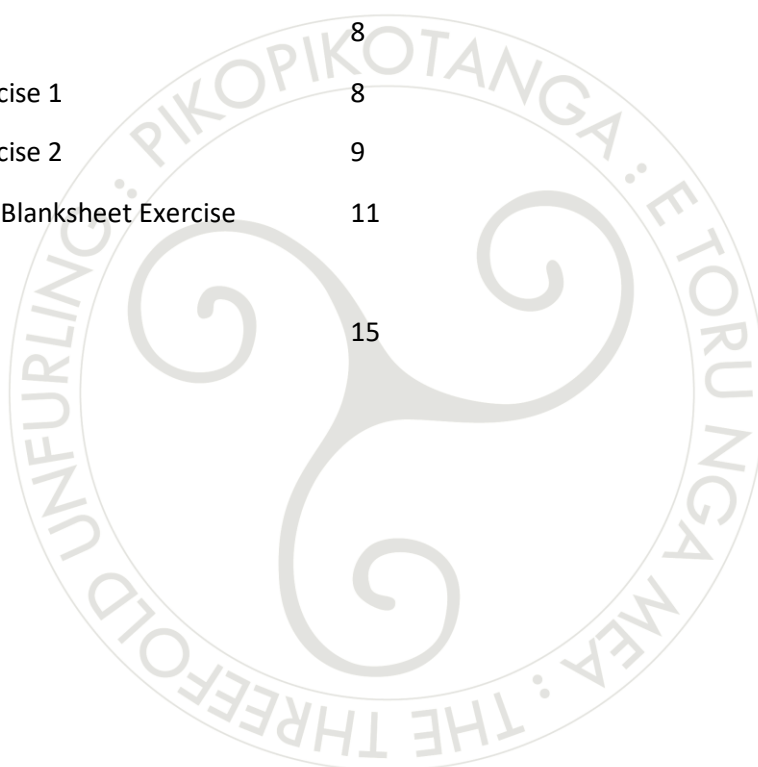 8
cise 1 8
cise 2 9
Blanksheet Exercise 11
15
PIKOPIKOTANGA : E TORU NGA MEA : THE THREEFOLD UNFURLING :